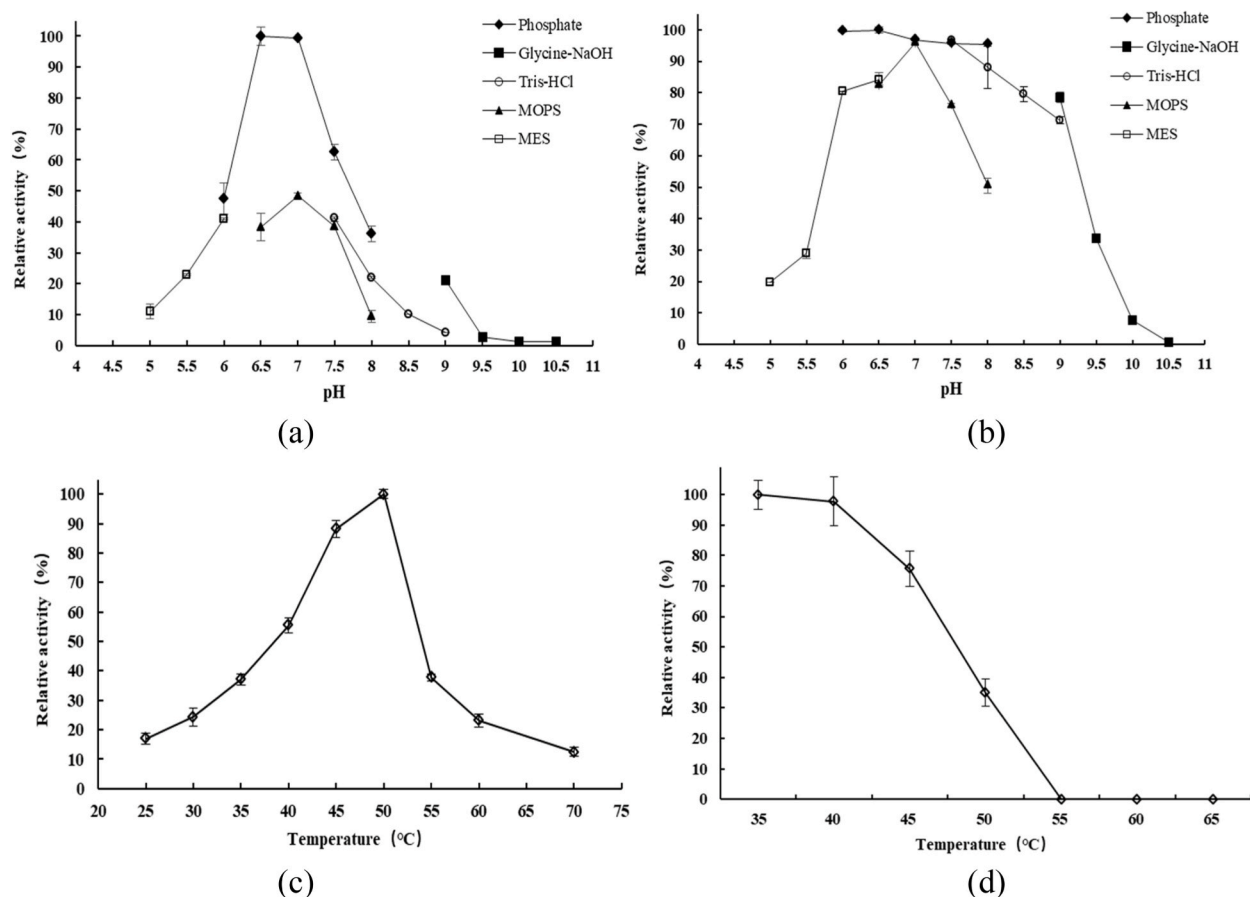 Phosphate
Glycine-NaOH
Tris-HCl
MOPS
MES
Relative activity (%)
100
90
80
70
60
50
40
30
20
10
0
4 4.5 5 5.5 6 6.5 7 7.5 8 8.5 9 9.5 10 10.5 11
pH
(a)
Phosphate
Glycine-NaOH
Tris-HCl
MOPS
MES
Relative activity (%)
100
90
80
70
60
50
40
30
20
10
0
4 4.5 5 5.5 6 6.5 7 7.5 8 8.5 9 9.5 10 10.5 11
pH
(b)
Relative activity (%)
100
90
80
70
60
50
40
30
20
10
0
20 25 30 35 40 45 50 55 60 65 70 75
Temperature (°C)
(c)
Relative activity (%)
100
90
80
70
60
50
40
30
20
10
0
35 40 45 50 55 60 65
Temperature (°C)
(d)